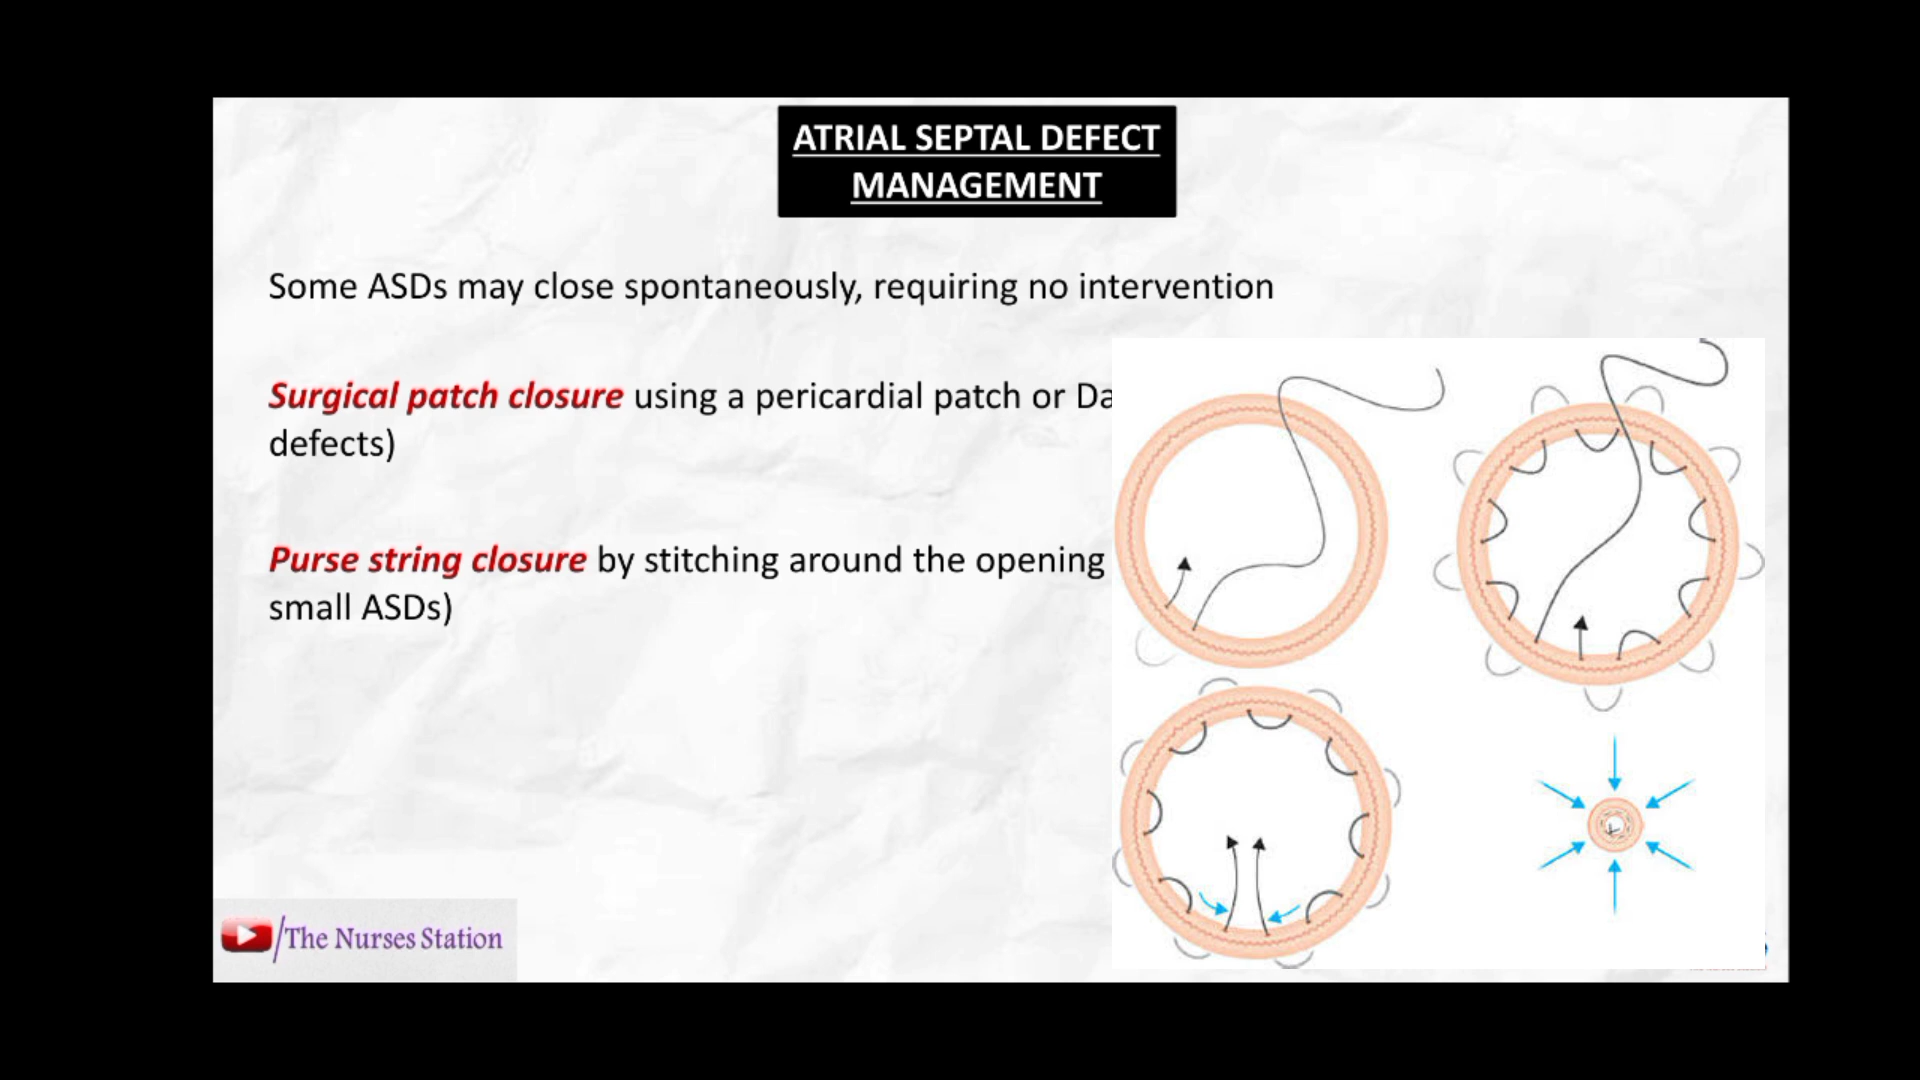 ATRIAL SEPTAL DEFECT
MANAGEMENT
Some ASDs may close spontaneously, requiring no intervention
Surgical patch closure using a pericardial patch or Da
defects)
Purse string closure by stitching around the opening
small ASDs)
/The Nurses Station